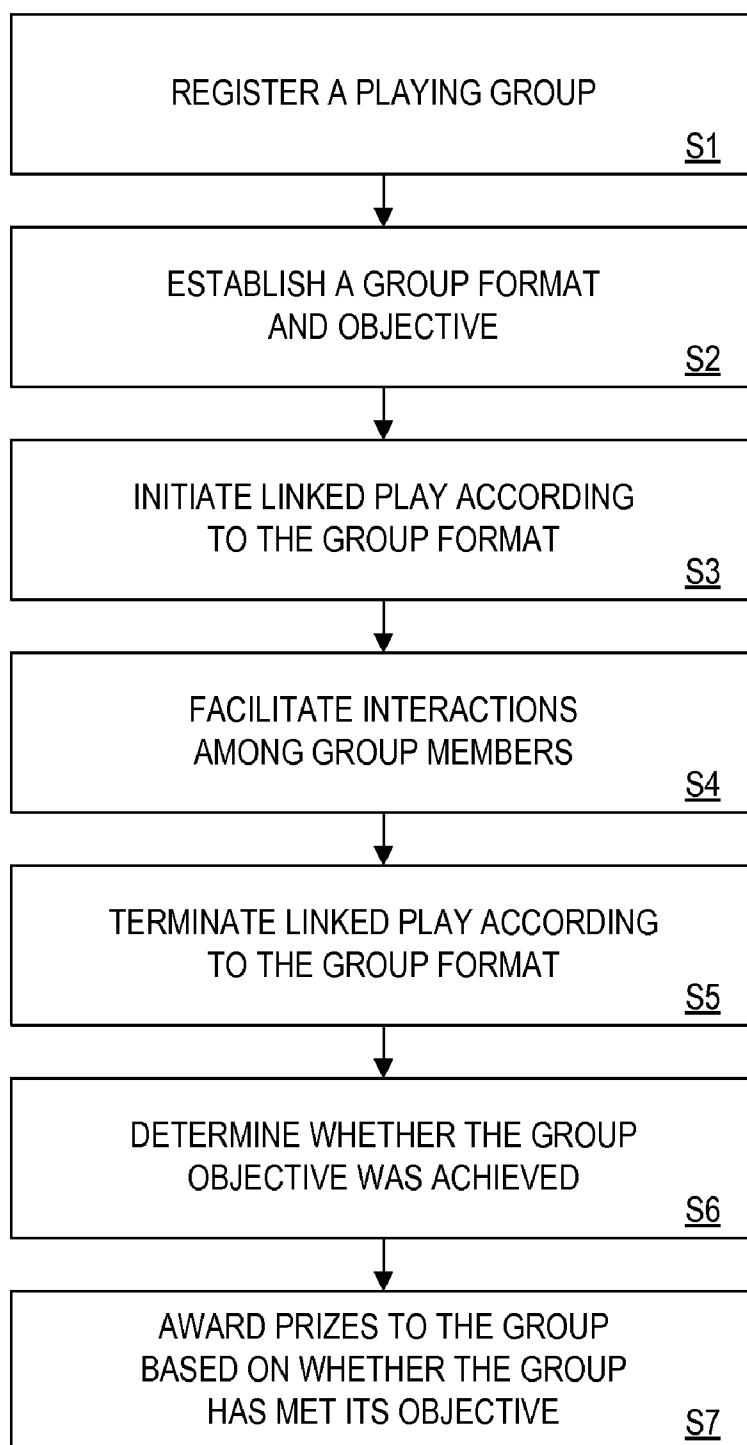 REGISTER A PLAYING GROUP
S1
ESTABLISH A GROUP FORMAT
AND OBJECTIVE
S2
INITIATE LINKED PLAY ACCORDING
TO THE GROUP FORMAT
S3
FACILITATE INTERACTIONS
AMONG GROUP MEMBERS
S4
TERMINATE LINKED PLAY ACCORDING
TO THE GROUP FORMAT
S5
DETERMINE WHETHER THE GROUP
OBJECTIVE WAS ACHIEVED
S6
AWARD PRIZES TO THE GROUP
BASED ON WHETHER THE GROUP
HAS MET ITS OBJECTIVE
S7